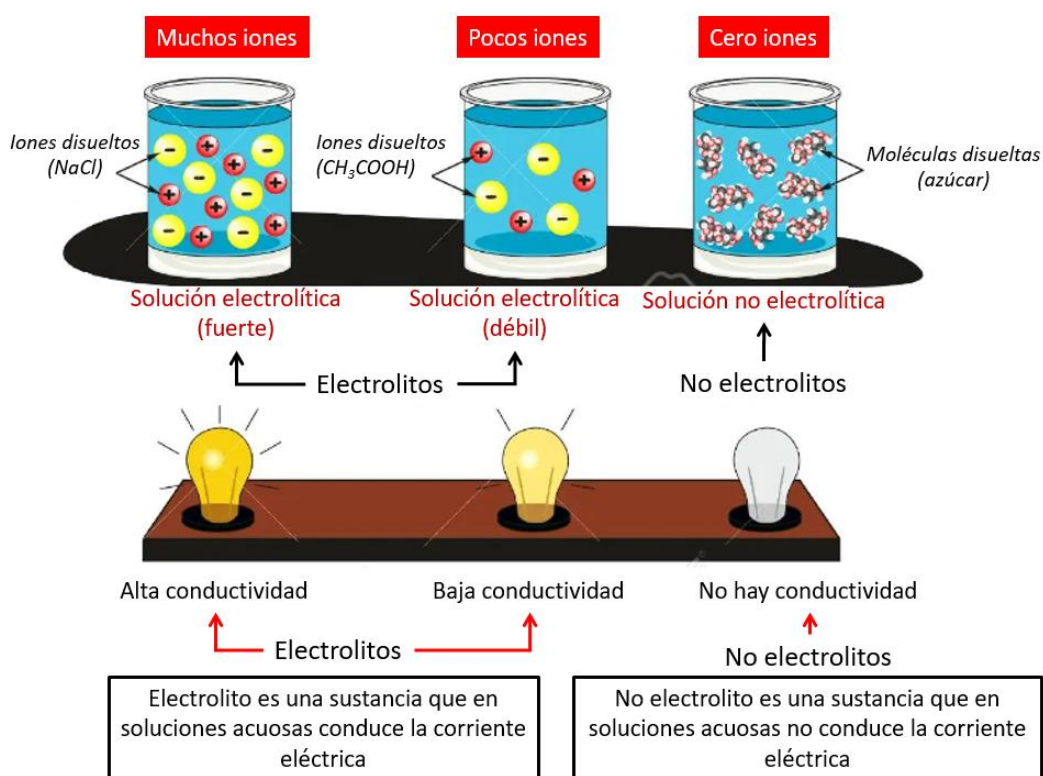 Muchos iones
Pocos iones
Cero iones
Iones disueltos
(NaCl)
Iones disueltos
(CH₃COOH)
Moléculas disueltas
(azúcar)
Solución electrolítica
(fuerte)
Solución electrolítica
(débil)
Solución no electrolítica
Electrolitos
No electrolitos
Alta conductividad
Baja conductividad
No hay conductividad
Electrolitos
No electrolitos
Electrolito es una sustancia que en
soluciones acuosas conduce la corriente
eléctrica
No electrolito es una sustancia que en
soluciones acuosas no conduce la corriente
eléctrica